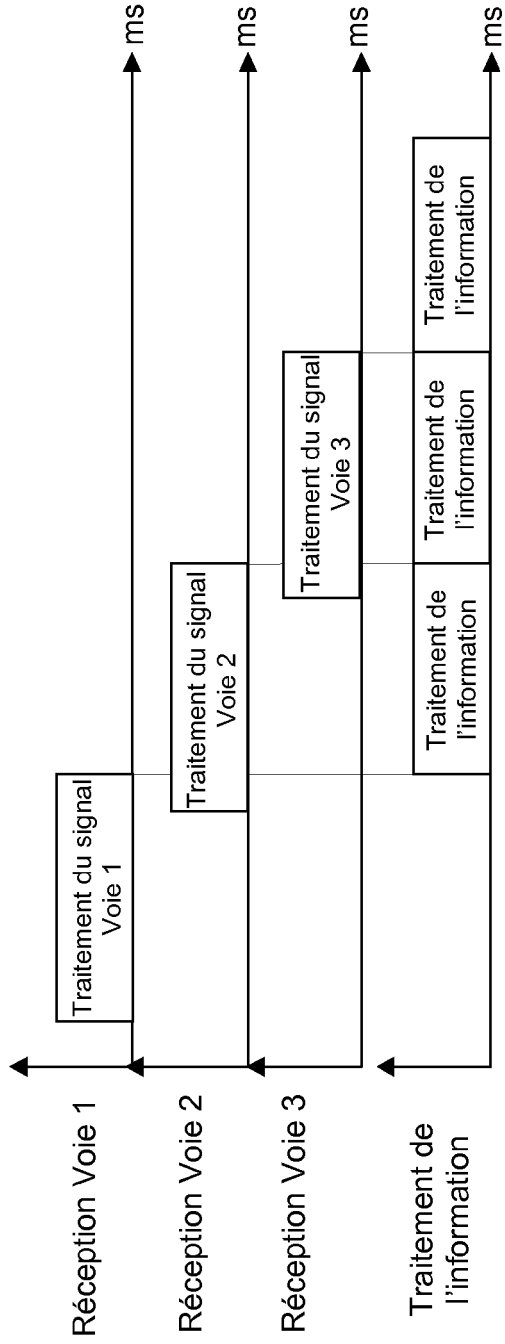 Réception Voie 1
Traitement du signal
Voie 1
ms
Réception Voie 2
Traitement du signal
Voie 2
ms
Réception Voie 3
Traitement du signal
Voie 3
ms
Traitement de
l'information
Traitement de
l'information
Traitement de
l'information
Traitement de
l'information
ms